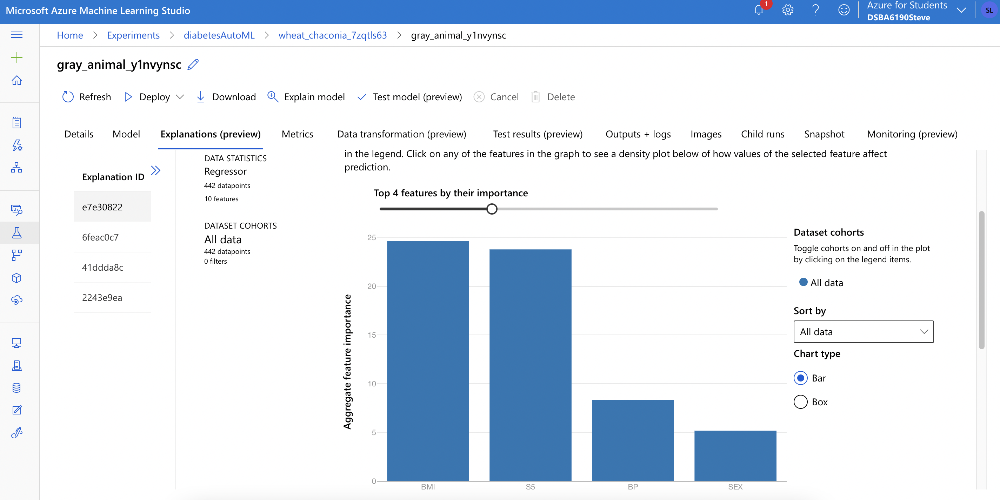 Microsoft Azure Machine Learning Studio
1
Azure for Students
DSBA6190Steve
SL
Home > Experiments > diabetesAutoML > wheat_chaconia_7zqtls63 > gray_animal_y1nvynsc
gray_animal_y1nvynsc
Refresh Deploy Download Explain model Test model (preview) Cancel Delete
Details Model Explanations (preview) Metrics Data transformation (preview) Test results (preview) Outputs + logs Images Child runs Snapshot Monitoring (preview)
Explanation ID
e7e30822
6feac0c7
41ddda8c
2243e9ea
DATA STATISTICS
Regressor
442 datapoints
10 features
DATASET COHORTS
All data
442 datapoints
0 filters
in the legend. Click on any of the features in the graph to see a density plot below of how values of the selected feature affect
prediction.
Top 4 features by their importance
Aggregate feature importance
25
20
15
10
5
0
BMI S5 BP SEX
Dataset cohorts
Toggle cohorts on and off in the plot
by clicking on the legend items.
All data
Sort by
All data
Chart type
Bar
Box